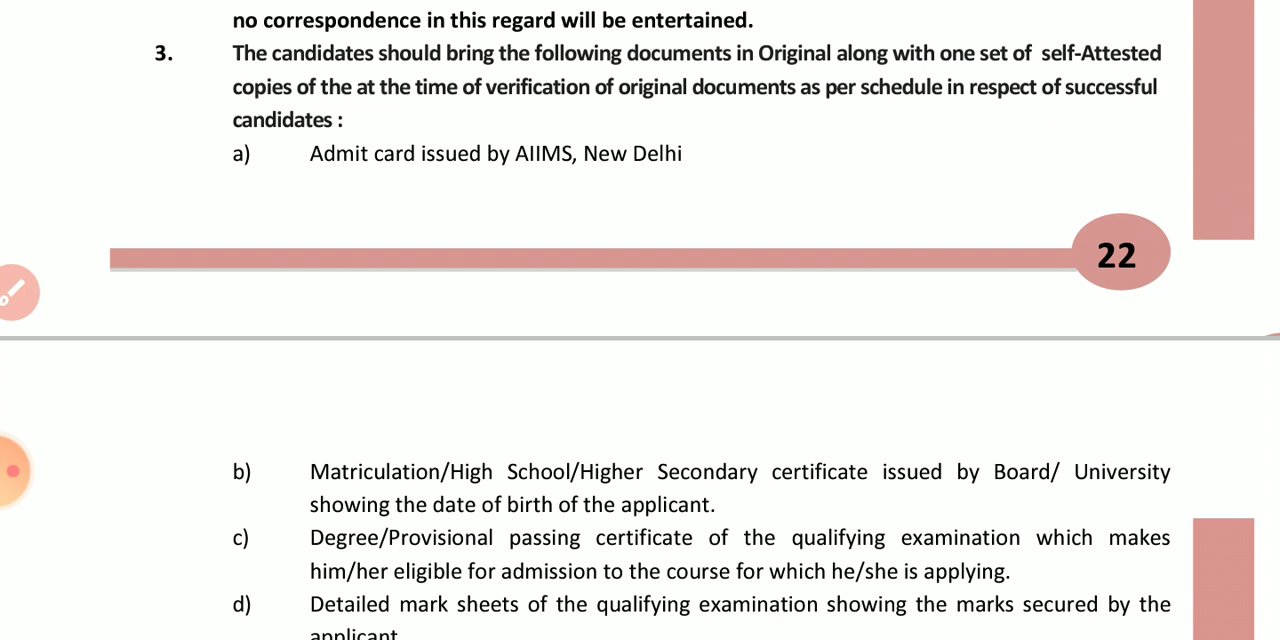 no correspondence in this regard will be entertained.
3. The candidates should bring the following documents in Original along with one set of self-Attested
copies of the at the time of verification of original documents as per schedule in respect of successful
candidates :
a) Admit card issued by AIIMS, New Delhi
22
b) Matriculation/High School/Higher Secondary certificate issued by Board/ University
showing the date of birth of the applicant.
c) Degree/Provisional passing certificate of the qualifying examination which makes
him/her eligible for admission to the course for which he/she is applying.
d) Detailed mark sheets of the qualifying examination showing the marks secured by the
applicant